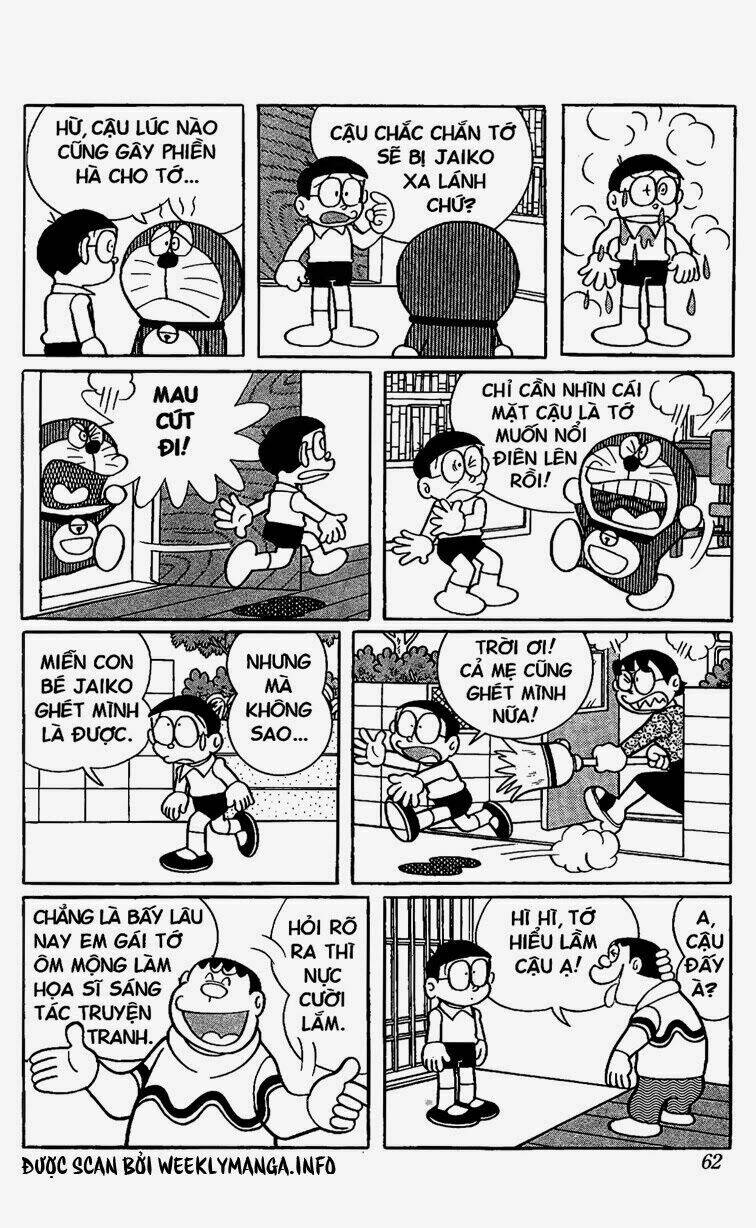 CẬU CHẮC CHẮN TỚ
SẼ BỊ JAIKO
XA LÁNH
CHỨ?
HỪ, CẬU LÚC NÀO
CŨNG GÂY PHIỀN
HÀ CHO TỚ...
CHỈ CẦN NHÌN CÁI
MẶT CẬU LÀ TỚ
MUỐN NỔI
ĐIÊN LÊN
RỒI!
MAU
CÚT
ĐI!
TRỜI ƠI!
CẢ MẸ CŨNG
GHÉT MÌNH
NỮA!
NHƯNG
MÀ
KHÔNG
SAO...
MIỄN CON
BÉ JAIKO
GHÉT MÌNH
LÀ ĐƯỢC.
A,
CẬU
ĐẤY
À?
HÌ HÌ, TỚ
HIỂU LẦM
CẬU Ạ!
HỎI RÕ
RA THÌ
NỰC
CƯỜI
LẮM.
CHẲNG LÀ BẤY LÂU
NAY EM GÁI TỚ
ÔM MỘNG LÀM
HỌA SĨ SÁNG
TÁC TRUYỆN
TRANH.
ĐƯỢC SCAN BỞI WEEKLYMANGA.INFO
62